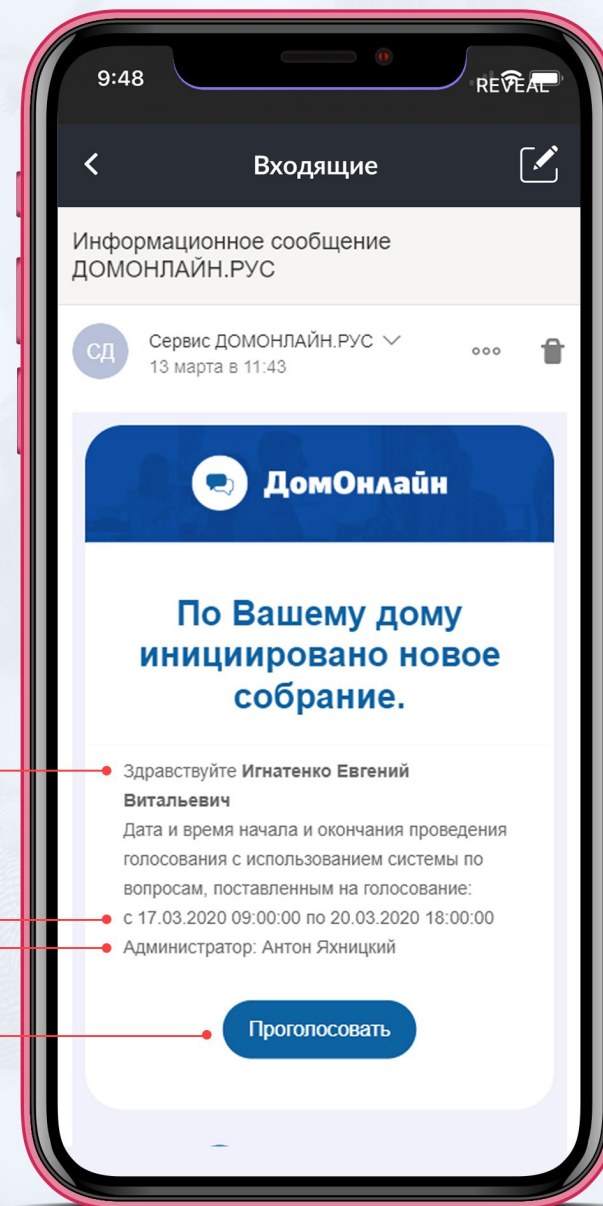 9:48
REVEAL
Входящие
Информационное сообщение
ДОМОНЛАЙН.РУС
СД
Сервис ДОМОНЛАЙН.РУС
13 марта в 11:43
ДомОнлайн
По Вашему дому
инициировано новое
собрание.
Здравствуйте Игнатенко Евгений
Витальевич
Дата и время начала и окончания проведения
голосования с использованием системы по
вопросам, поставленным на голосование:
с 17.03.2020 09:00:00 по 20.03.2020 18:00:00
Администратор: Антон Яхницкий
Проголосовать